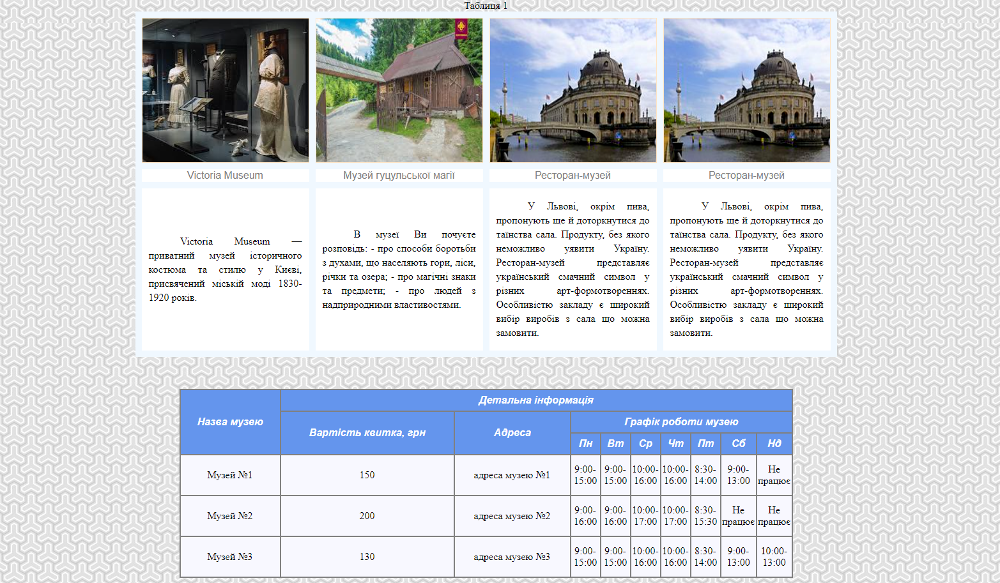 Таблиця 1
Victoria Museum
Музей гуцульської магії
Ресторан-музей
Ресторан-музей
Victoria Museum —
приватний музей історичного
костюма та стилю у Києві,
присвячений міській моді 1830-
1920 років.
В музеї Ви почуєте
розповідь: - про способи боротьби
з духами, що населяють гори, ліси,
річки та озера; - про магічні знаки
та предмети; - про людей з
надприродними властивостями.
У Львові, окрім пива,
пропонують ще й доторкнутися до
таїнства сала. Продукту, без якого
неможливо уявити Україну.
Ресторан-музей представляє
український смачний символ у
різних арт-формотвореннях.
Особливістю закладу є широкий
вибір виробів з сала що можна
замовити.
У Львові, окрім пива,
пропонують ще й доторкнутися до
таїнства сала. Продукту, без якого
неможливо уявити Україну.
Ресторан-музей представляє
український смачний символ у
різних арт-формотвореннях.
Особливістю закладу є широкий
вибір виробів з сала що можна
замовити.
Назва музею
Детальна інформація
Вартість квитка, грн
Адреса
Графік роботи музею
Пн Вт Ср Чт Пт Сб Нд
Музей №1
150
адреса музею №1
9:00- 9:00- 10:00- 10:00- 8:30- 9:00- Не
15:00 15:00 16:00 16:00 14:00 13:00 працює
Музей №2
200
адреса музею №2
9:00- 9:00- 10:00- 10:00- 8:30- Не Не
16:00 16:00 17:00 17:00 15:30 працює працює
Музей №3
130
адреса музею №3
9:00- 9:00- 10:00- 10:00- 8:30- 9:00- 10:00-
15:00 15:00 16:00 16:00 14:00 13:00 13:00